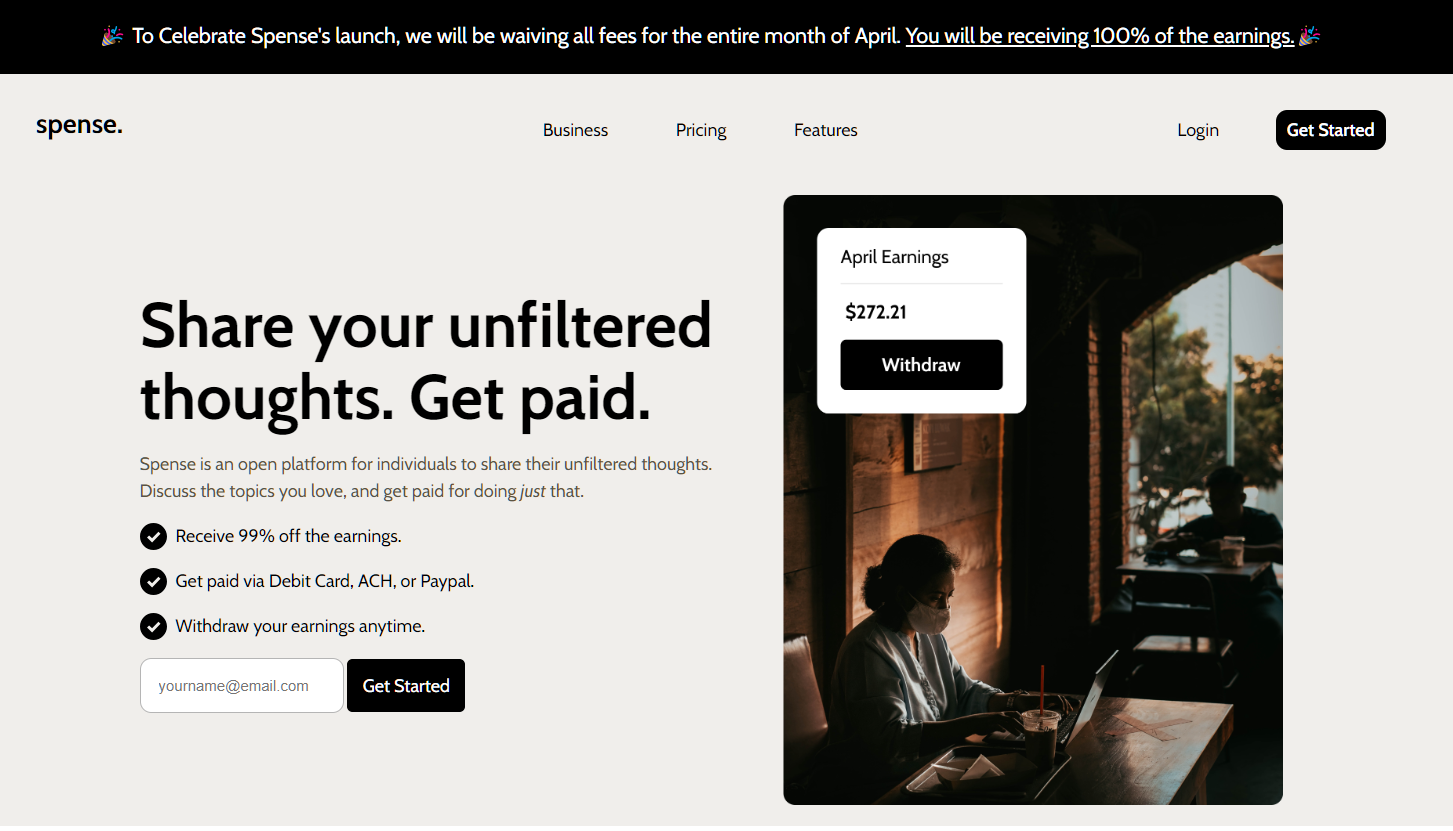 🎉 To Celebrate Spense's launch, we will be waiving all fees for the entire month of April. You will be receiving 100% of the earnings. 🎉
spense.
Business
Pricing
Features
Login
Get Started
Share your unfiltered
thoughts. Get paid.
Spense is an open platform for individuals to share their unfiltered thoughts.
Discuss the topics you love, and get paid for doing just that.
Receive 99% off the earnings.
Get paid via Debit Card, ACH, or Paypal.
Withdraw your earnings anytime.
yourname@email.com
Get Started
April Earnings
$272.21
Withdraw